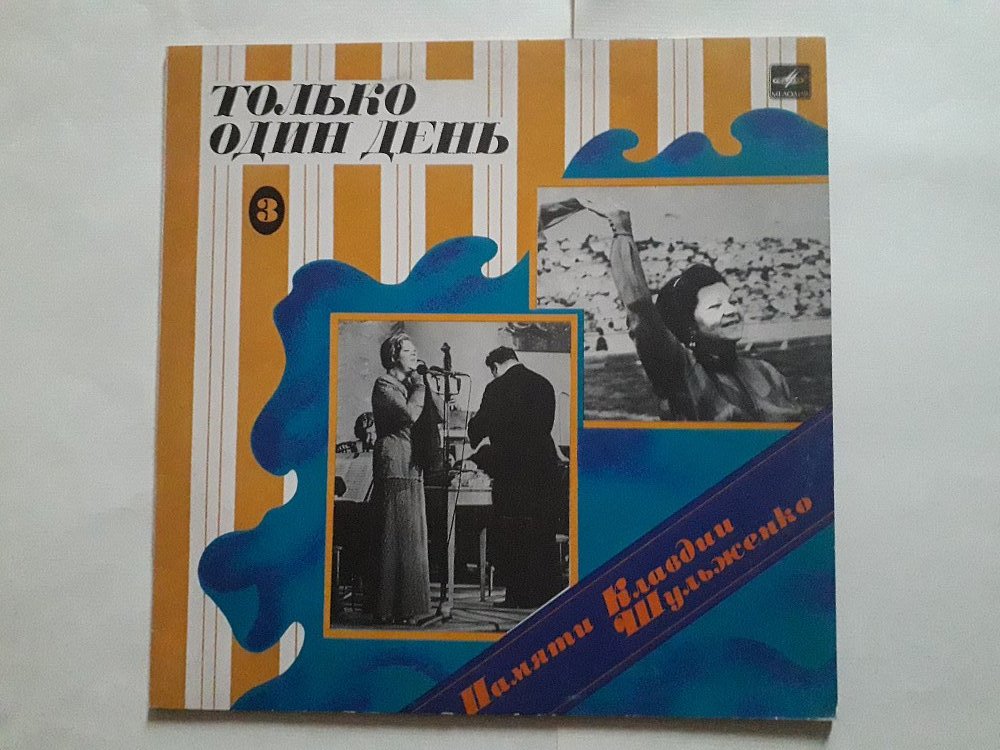 ТОЛЬКО
ОДИН ДЕНЬ
3
МЕЛОДИЯ
Памяти Клавдии
Шульженко